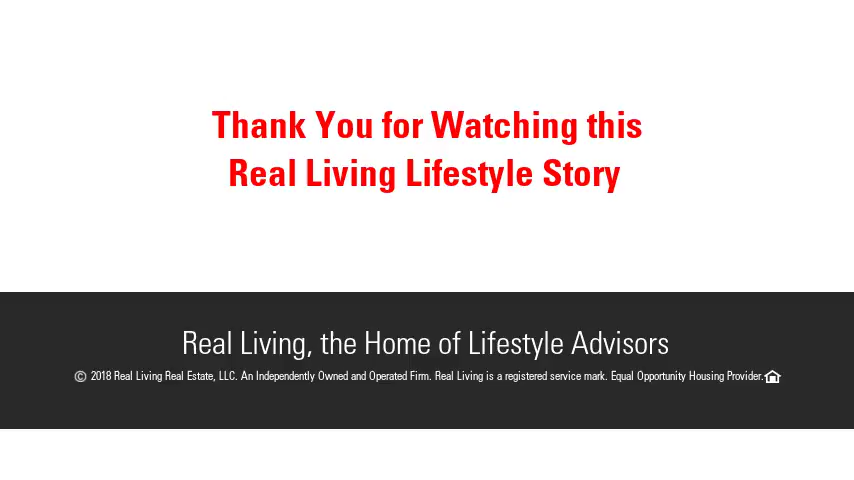 Thank You for Watching this
Real Living Lifestyle Story
Real Living, the Home of Lifestyle Advisors
© 2018 Real Living Real Estate, LLC. An Independently Owned and Operated Firm. Real Living is a registered service mark. Equal Opportunity Housing Provider.